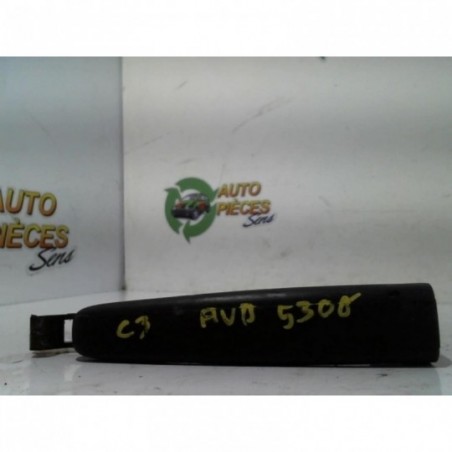 AUTO
PIÈCES
Sens
AUTO
PIÈCES
Sens
C3 AVD 5308